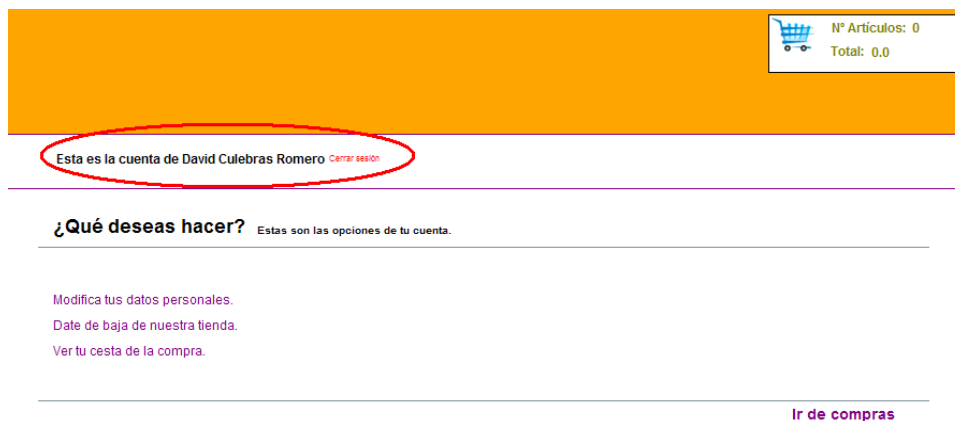 Nº Artículos: 0
Total: 0.0
Esta es la cuenta de David Culebras Romero Cerrar sesión
¿Qué deseas hacer? Estas son las opciones de tu cuenta.
Modifica tus datos personales.
Date de baja de nuestra tienda.
Ver tu cesta de la compra.
Ir de compras